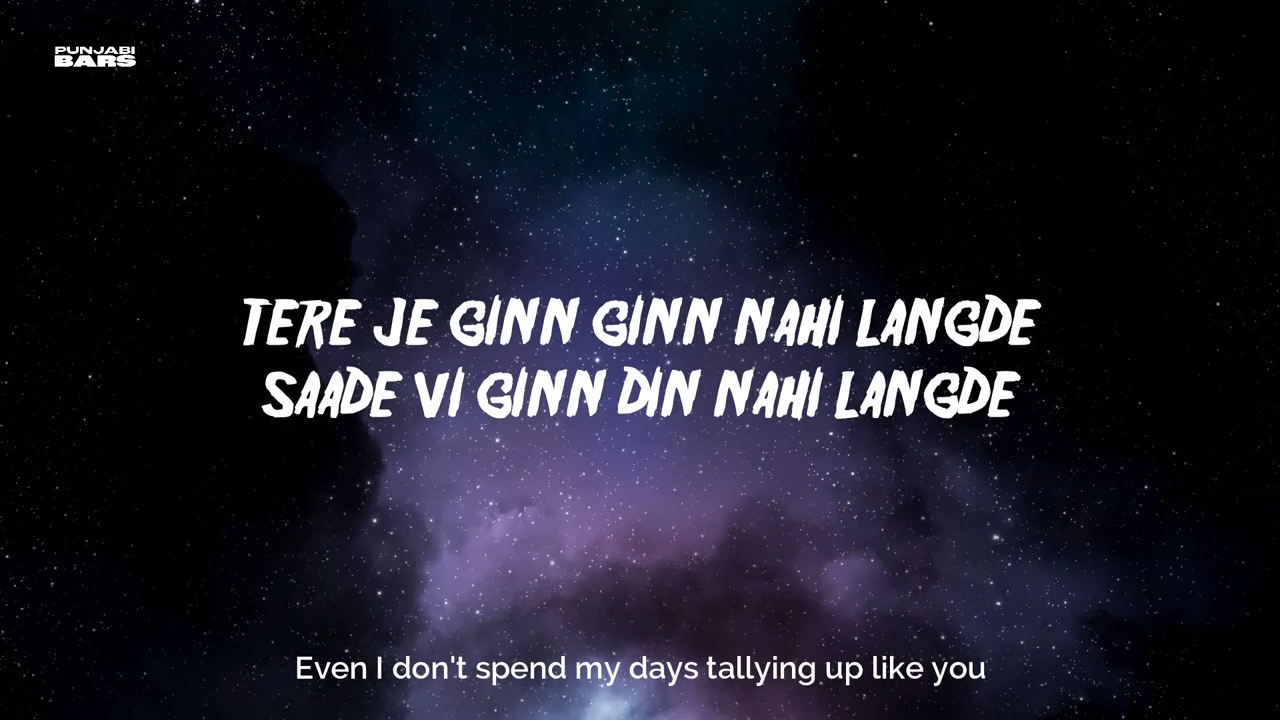 PUNJABI
BARS
TERE JE GINN GINN NAHI LANGDE
SAADE VI GINN DIN NAHI LANGDE
Even I don't spend my days tallying up like you